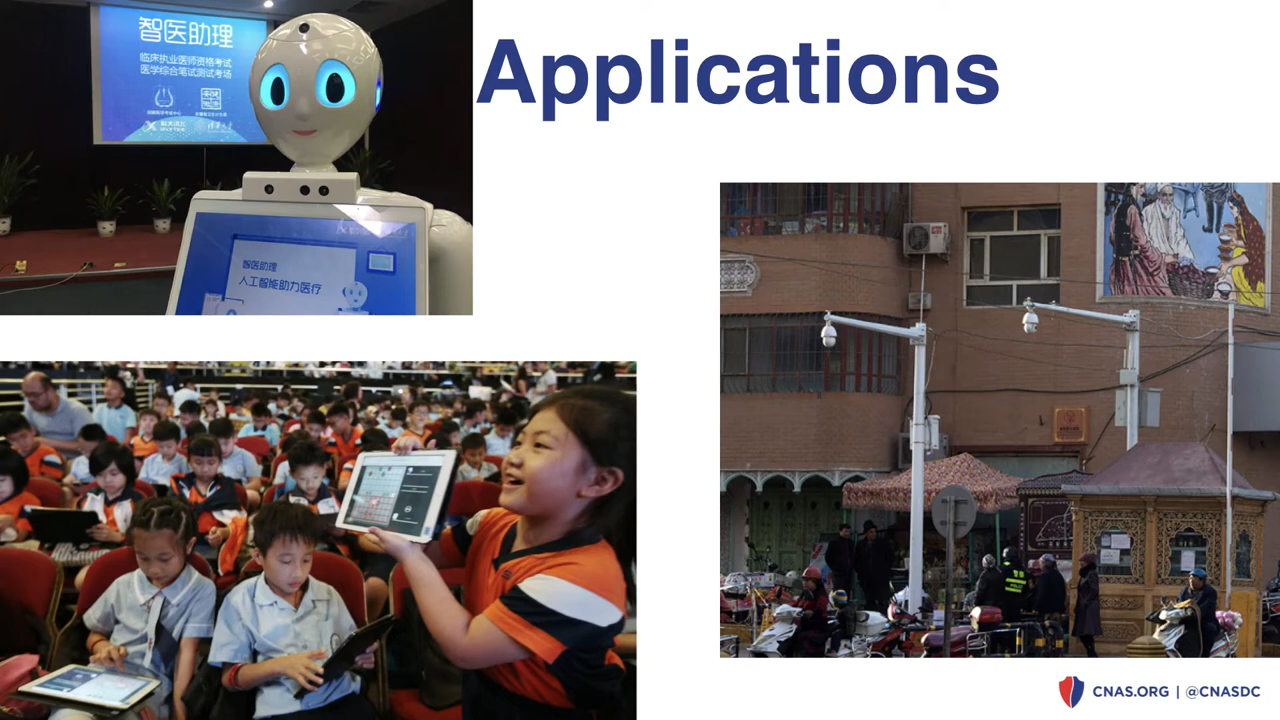 Applications
智医助理
临床执业医师资格考试
医学综合笔试测试考场
智医助理
人工智能助力医疗
CNAS.ORG | @CNASDC